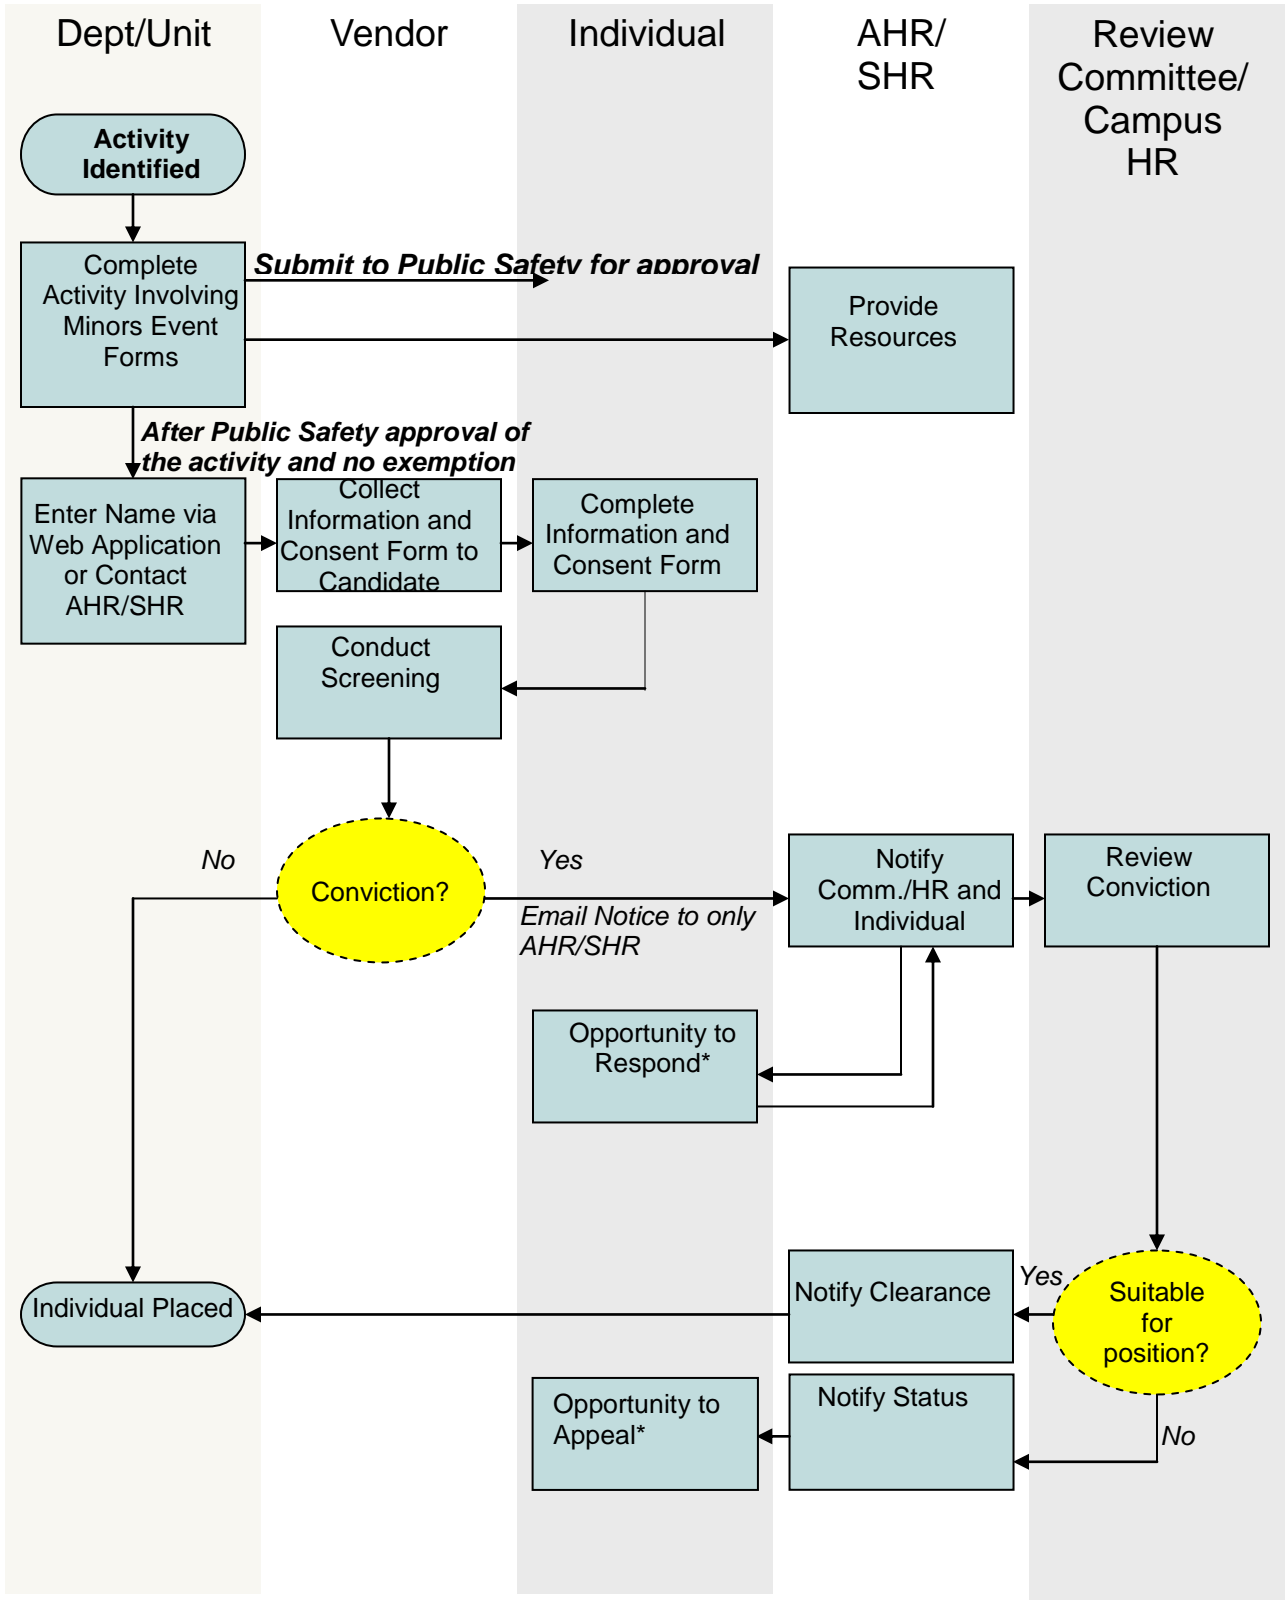 Dept/Unit
Vendor
Individual
AHR/
SHR
Review
Committee/
Campus
HR
Activity
Identified
Complete
Activity Involving
Minors Event
Forms
Submit to Public Safety for approval
Provide
Resources
After Public Safety approval of
the activity and no exemption
Enter Name via
Web Application
or Contact
AHR/SHR
Collect
Information and
Consent Form to
Candidate
Complete
Information and
Consent Form
Conduct
Screening
No
Conviction?
Yes
Email Notice to only
AHR/SHR
Notify
Comm./HR and
Individual
Review
Conviction
Opportunity to
Respond*
Individual Placed
Notify Clearance
Yes
Suitable
for
position?
Opportunity to
Appeal*
Notify Status
No